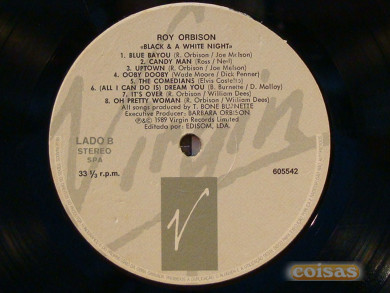 ROY ORBISON
«BLACK & A WHITE NIGHT»
1. BLUE BAYOU (R. Orbison / Joe Melson)
2. CANDY MAN (Ross / Neil)
3. UPTOWN (R. Orbison / Joe Melson)
4. OOBY DOOBY (Wade Moore / Dick Penner)
5. THE COMEDIANS (Elvis Costello)
6. (ALL I CAN DO IS) DREAM YOU (B. Burnette / D. Malloy)
7. IT'S OVER (R. Orbison / William Dees)
8. OH PRETTY WOMAN (R. Orbison / William Dees)
All songs produced by T. BONE BURNETTE
Executive Producer: BARBARA ORBISON
℗&© 1989 Virgin Records Limited
Editado por: EDISOM, LDA.
LADO B
STEREO
SPA
33 ⅓ r.p.m.
605542
Virgin
V
coisas